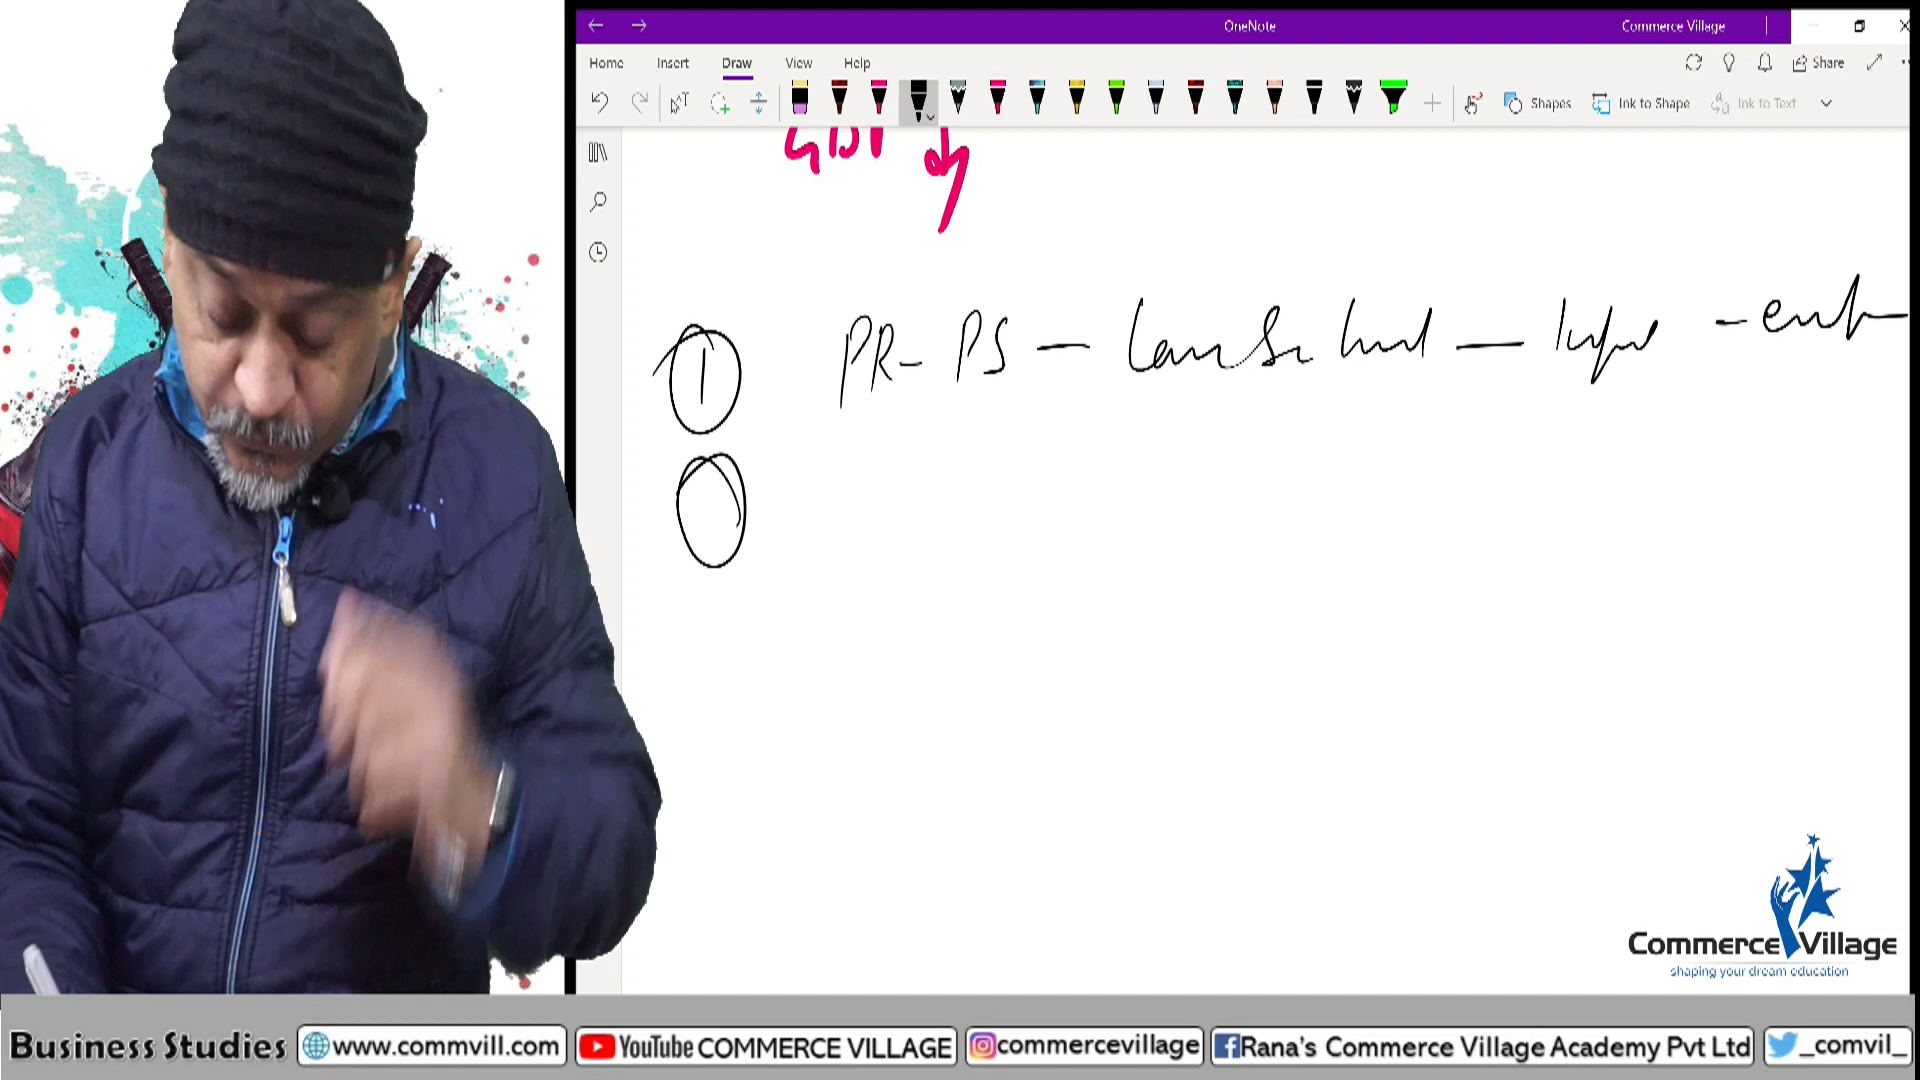 OneNote
Commerce Village
Home Insert Draw View Help
Share
Shapes Ink to Shape Ink to Text
1 PR - PS —
Commerce Village
shaping your dream education
Business Studies www.commvill.com YouTube COMMERCE VILLAGE commercevillage Rana's Commerce Village Academy Pvt Ltd _comvil_